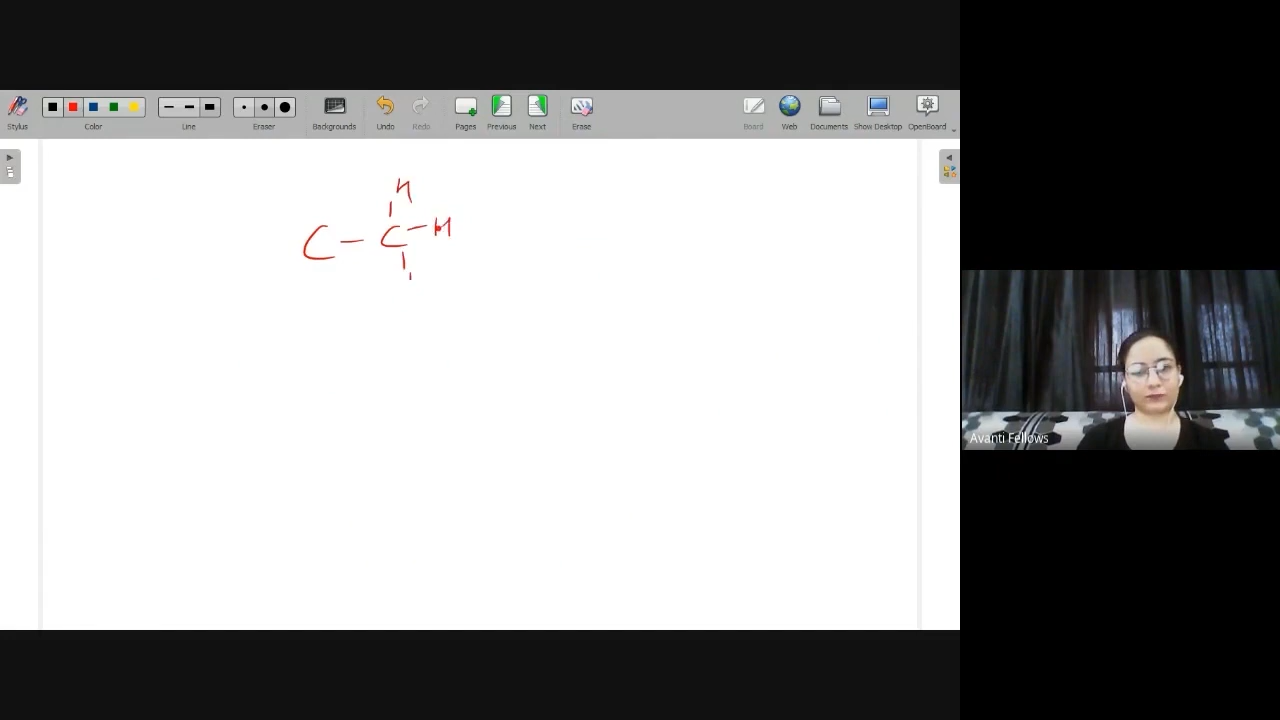 Stylus
Color
Line
Eraser
Backgrounds
Undo
Redo
Pages
Previous
Next
Erase
Board
Web
Documents
Show Desktop
OpenBoard
H
C - C - H
Avanti Fellows